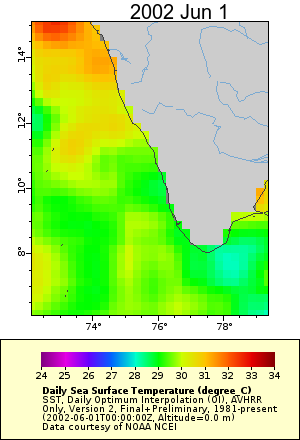 2002 Jun 1
14°
12°
10°
8°
74° 76° 78°
24 25 26 27 28 29 30 31 32 33 34
Daily Sea Surface Temperature (degree_C)
SST, Daily Optimum Interpolation (OI), AVHRR
Only, Version 2, Final+Preliminary, 1981-present
(2002-06-01T00:00:00Z, Altitude=0.0 m)
Data courtesy of NOAA NCEI